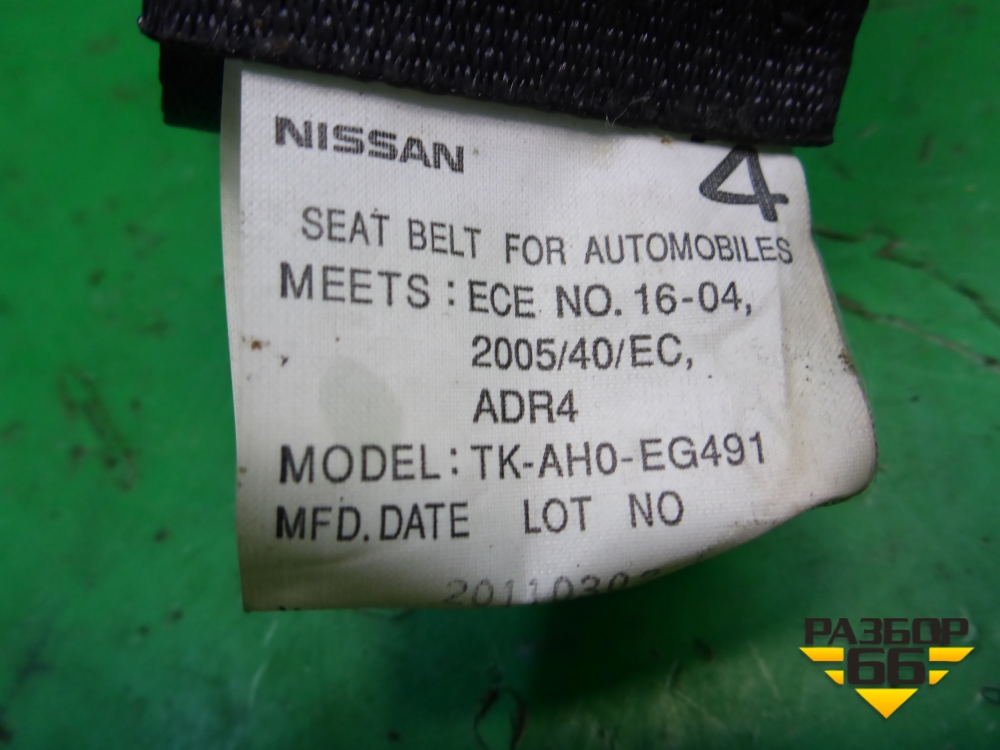 NISSAN
4
SEAT BELT FOR AUTOMOBILES
MEETS : ECE NO. 16-04,
2005/40/EC,
ADR4
MODEL : TK-AH0-EG491
MFD. DATE LOT NO
РАЗБОР
66